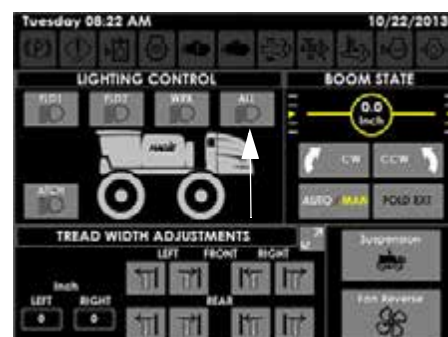 Tuesday 08:22 AM 10/22/2013
LIGHTING CONTROL BOOM STATE
FLD1 FLD2 WRK ALL
0.0
Inch
HAGIE
CW CCW
ATCH
AUTO / MAN FOLD EXT
TREAD WIDTH ADJUSTMENTS
Suspension
LEFT FRONT RIGHT
Inch
LEFT RIGHT REAR
Fan Reverse
0 0